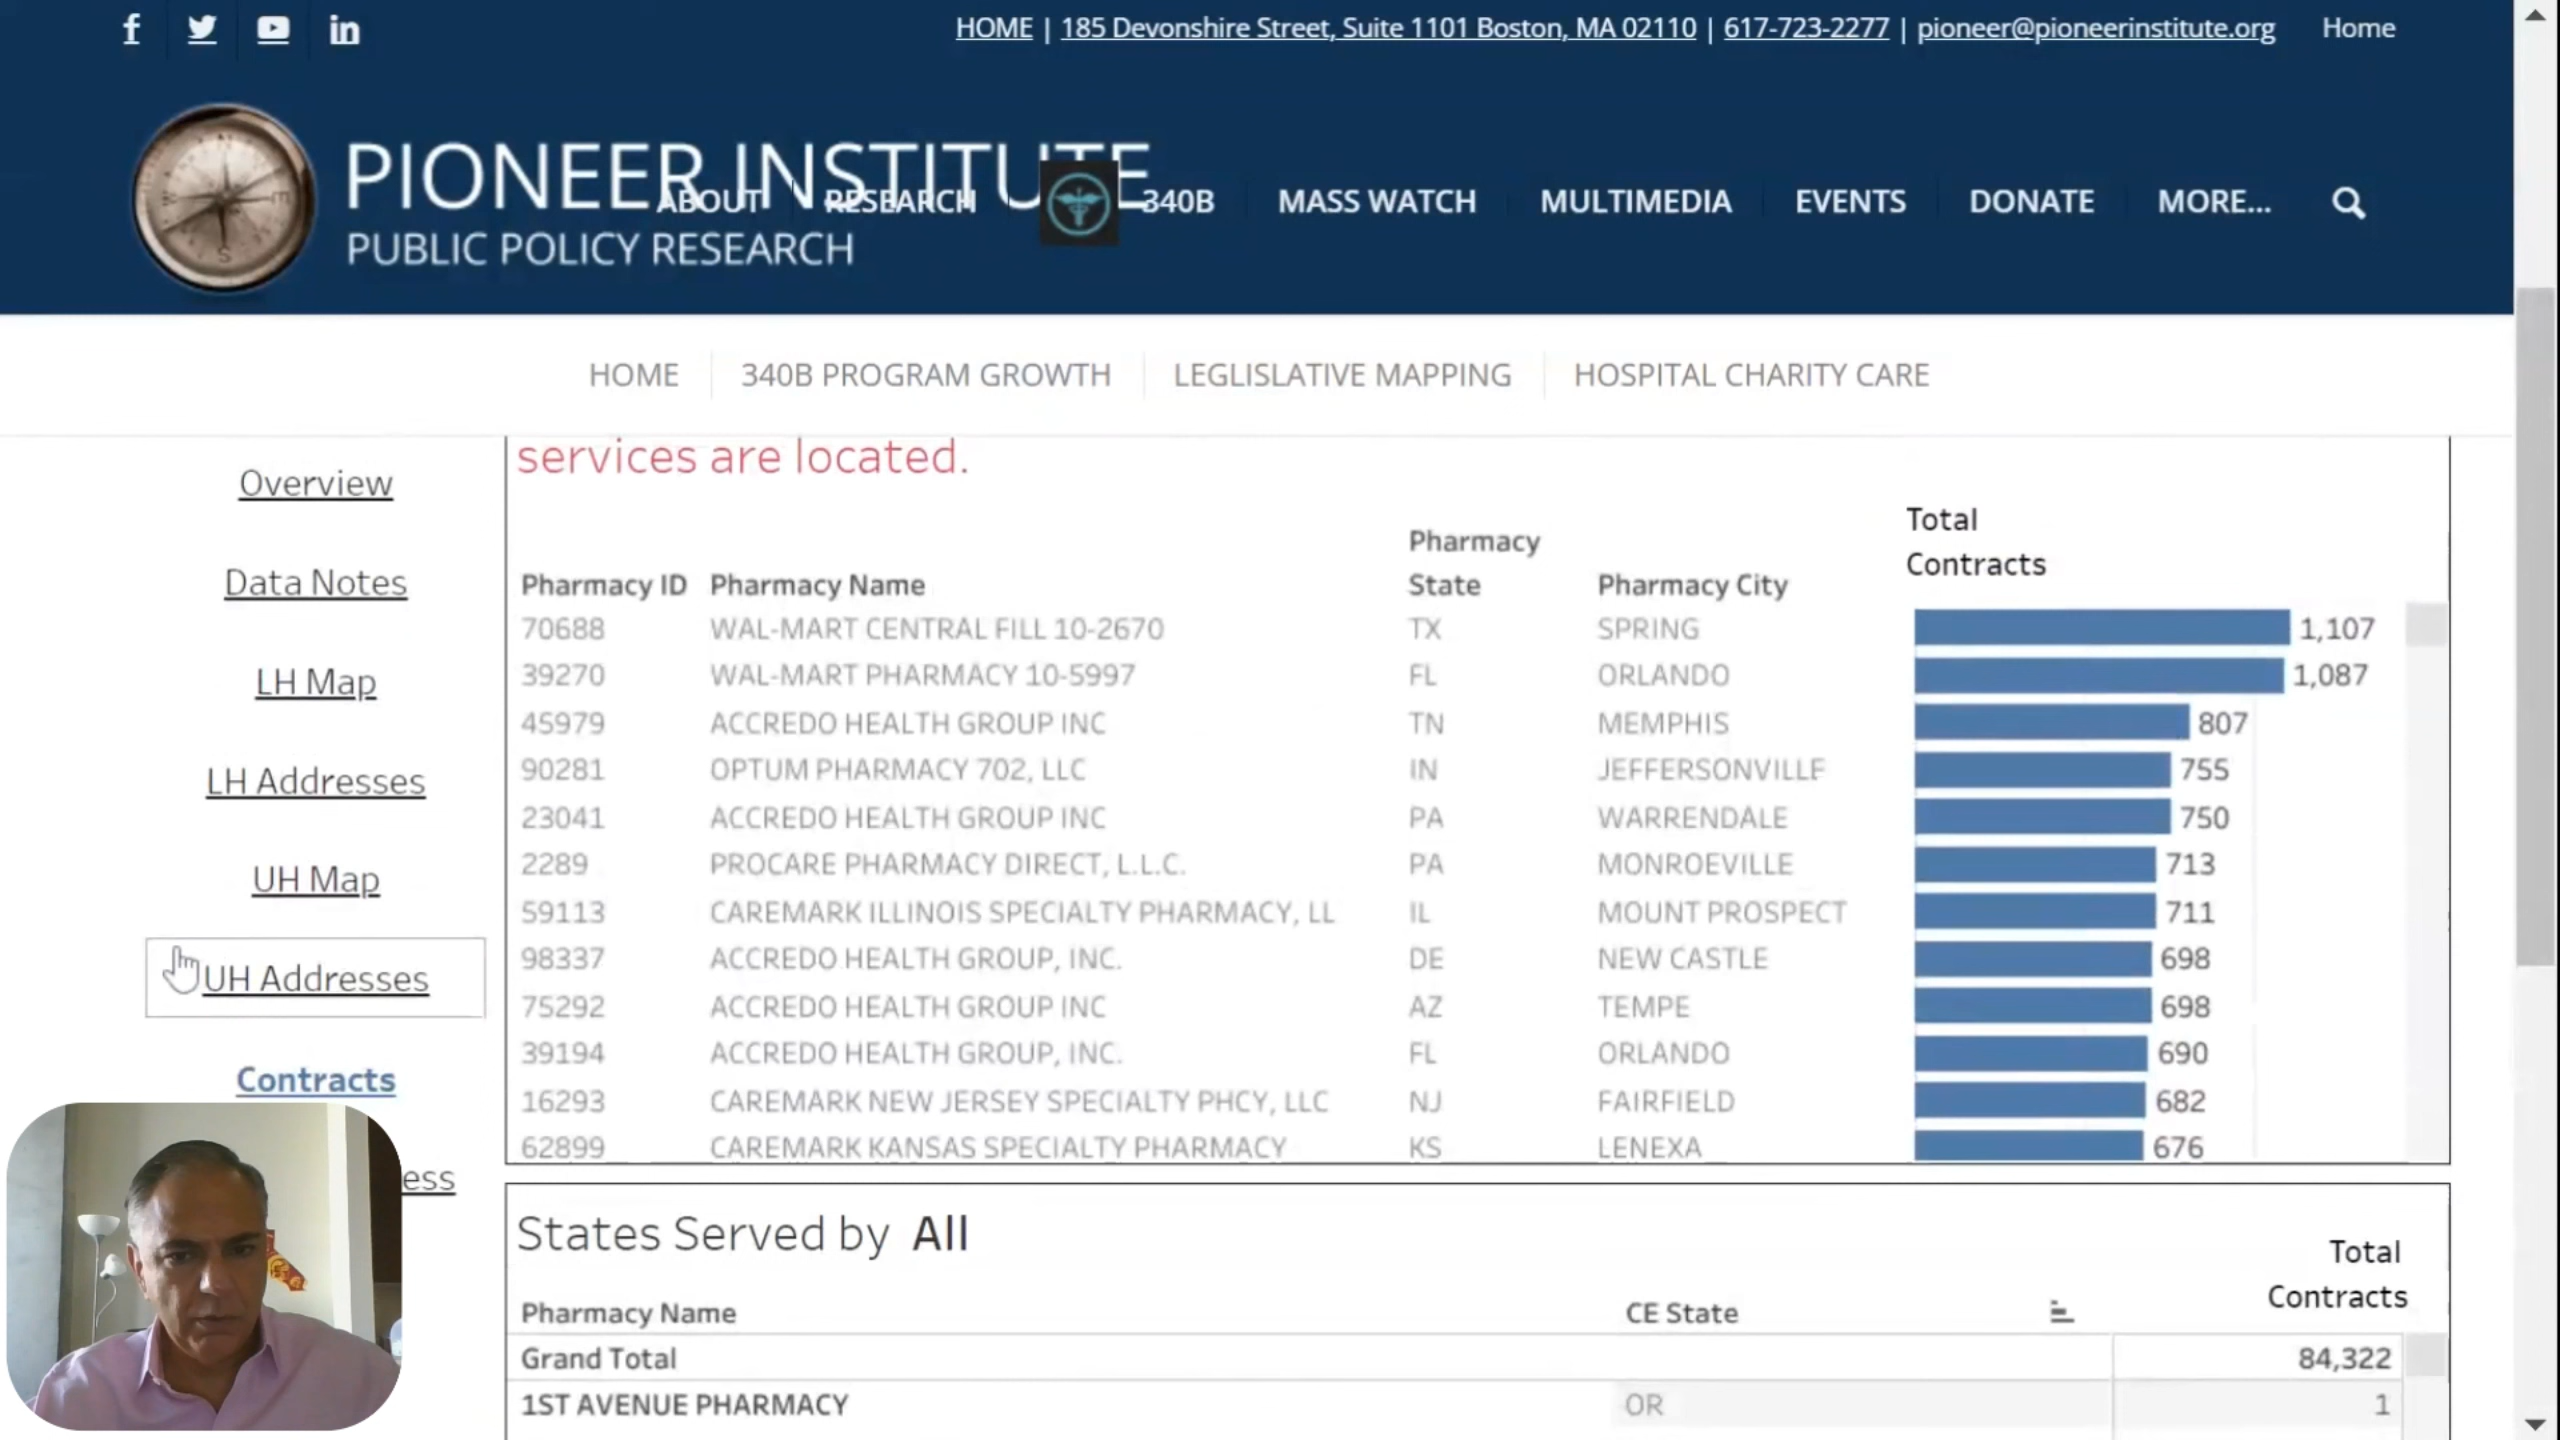 HOME | 185 Devonshire Street, Suite 1101 Boston, MA 02110 | 617-723-2277 | pioneer@pioneerinstitute.org Home
PIONEER INSTITUTE
PUBLIC POLICY RESEARCH
ABOUT RESEARCH 340B MASS WATCH MULTIMEDIA EVENTS DONATE MORE...
HOME 340B PROGRAM GROWTH LEGLISLATIVE MAPPING HOSPITAL CHARITY CARE
Overview
Data Notes
LH Map
LH Addresses
UH Map
UH Addresses
Contracts
ess
services are located.
Pharmacy ID Pharmacy Name Pharmacy State Pharmacy City Total Contracts
70688 WAL-MART CENTRAL FILL 10-2670 TX SPRING 1,107
39270 WAL-MART PHARMACY 10-5997 FL ORLANDO 1,087
45979 ACCREDO HEALTH GROUP INC TN MEMPHIS 807
90281 OPTUM PHARMACY 702, LLC IN JEFFERSONVILLE 755
23041 ACCREDO HEALTH GROUP INC PA WARRENDALE 750
2289 PROCARE PHARMACY DIRECT, L.L.C. PA MONROEVILLE 713
59113 CAREMARK ILLINOIS SPECIALTY PHARMACY, LL IL MOUNT PROSPECT 711
98337 ACCREDO HEALTH GROUP, INC. DE NEW CASTLE 698
75292 ACCREDO HEALTH GROUP INC AZ TEMPE 698
39194 ACCREDO HEALTH GROUP, INC. FL ORLANDO 690
16293 CAREMARK NEW JERSEY SPECIALTY PHCY, LLC NJ FAIRFIELD 682
62899 CAREMARK KANSAS SPECIALTY PHARMACY KS LENEXA 676
States Served by All
Pharmacy Name CE State Total Contracts
Grand Total 84,322
1ST AVENUE PHARMACY OR 1